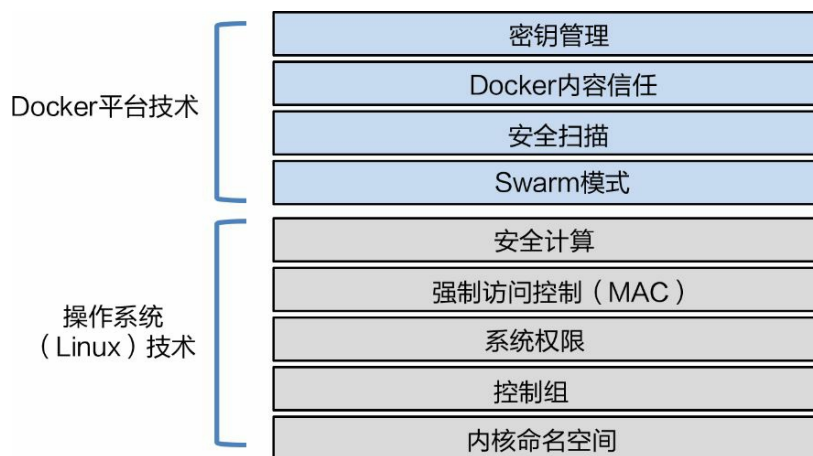 Docker平台技术
密钥管理
Docker内容信任
安全扫描
Swarm模式
操作系统
（Linux）技术
安全计算
强制访问控制（MAC）
系统权限
控制组
内核命名空间